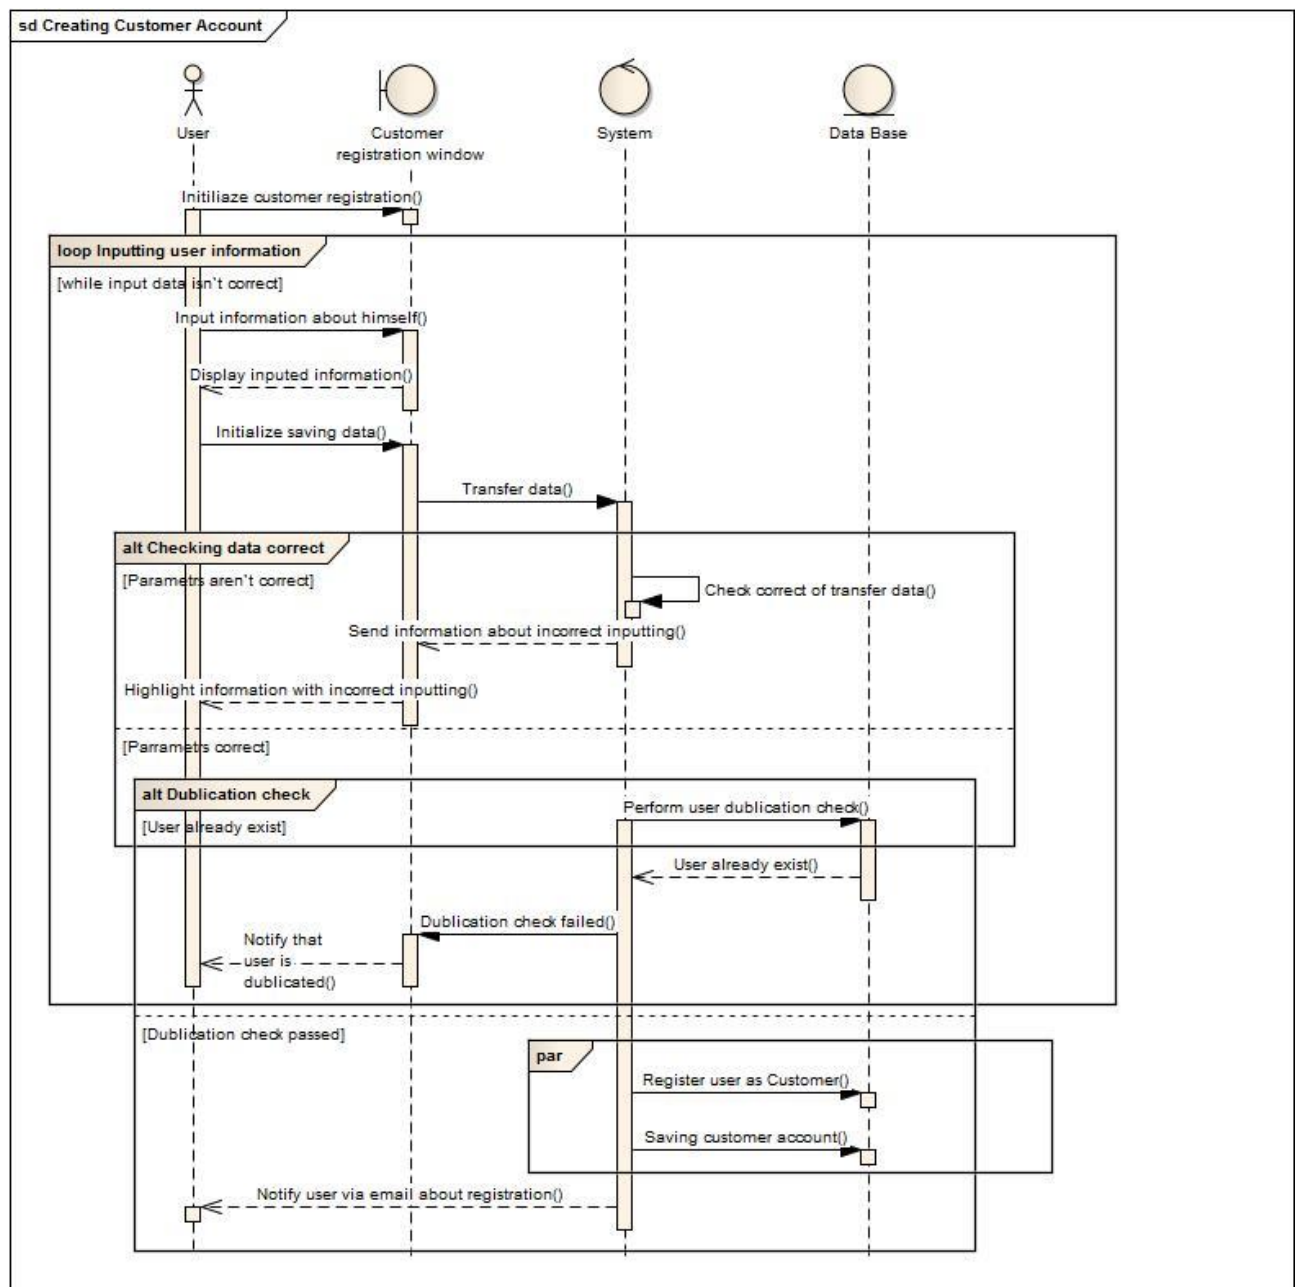 sd Creating Customer Account
User
Customer
registration window
System
Data Base
Initiliaze customer registration()
loop Inputting user information
[while input data isn`t correct]
Input information about himself()
Display inputed information()
Initialize saving data()
Transfer data()
alt Checking data correct
[Parametrs aren`t correct]
Check correct of transfer data()
Send information about incorrect inputting()
Highlight information with incorrect inputting()
[Parrametrs correct]
alt Dublication check
Perform user dublication check()
[User already exist]
User already exist()
Dublication check failed()
Notify that
user is
dublicated()
[Dublication check passed]
par
Register user as Customer()
Saving customer account()
Notify user via email about registration()